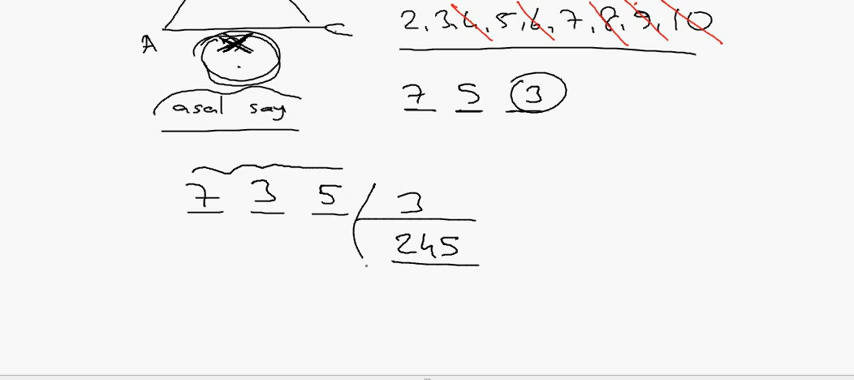 2, 3, 4, 5, 6, 7, 8, 9, 10
A C
asal say
7 5 3
7 3 5 3
245